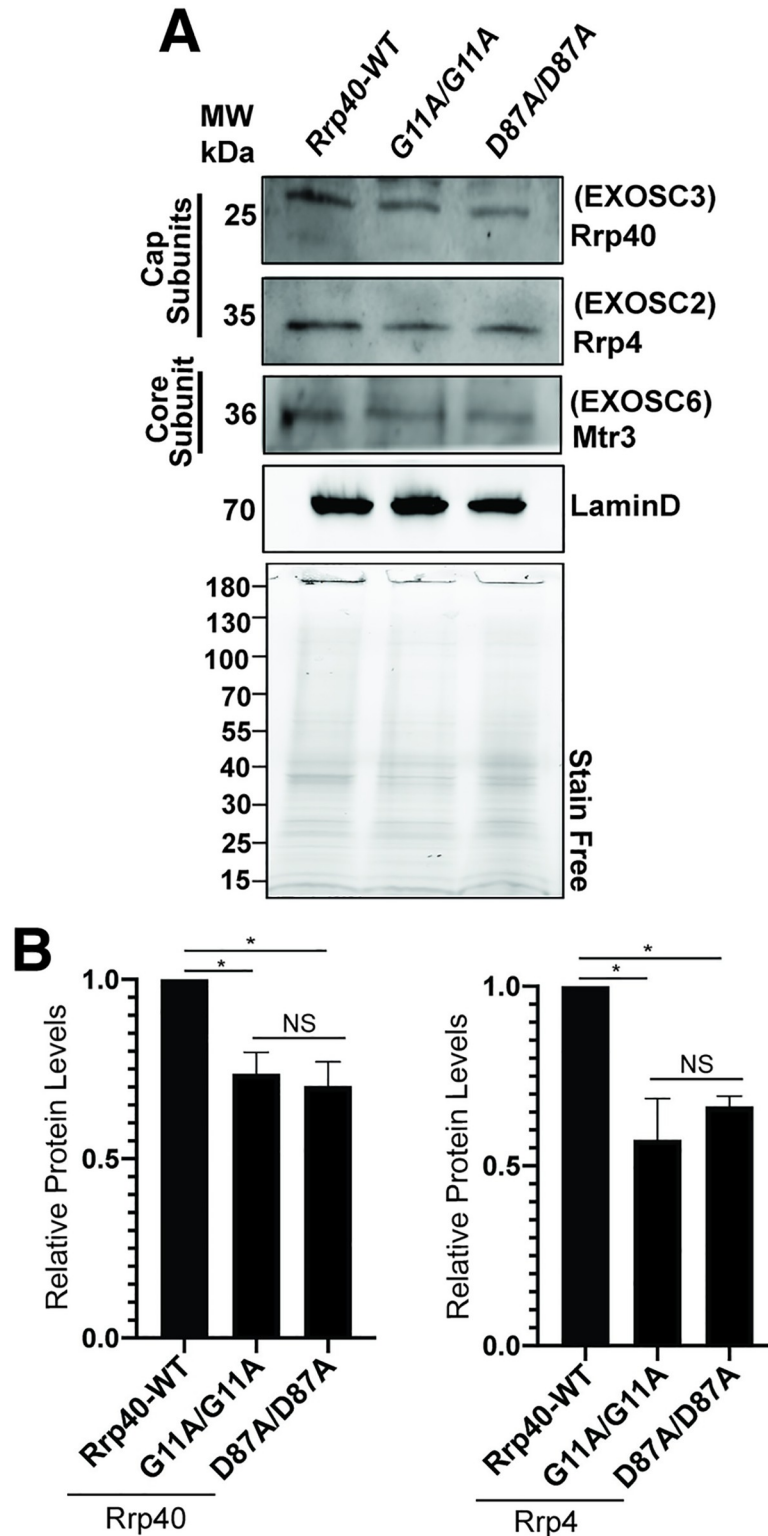 A
Rrp40-WT
G11A/G11A
D87A/D87A
MW
kDa
Cap
Subunits
25
(EXOSC3)
Rrp40
35
(EXOSC2)
Rrp4
Core
Subunit
36
(EXOSC6)
Mtr3
70
LaminD
180
130
100
70
55
40
30
25
15
Stain Free
B
*
*
NS
1.0
0.5
0.0
Relative Protein Levels
Rrp40-WT
G11A/G11A
D87A/D87A
Rrp40
*
*
NS
1.0
0.5
0.0
Relative Protein Levels
Rrp40-WT
G11A/G11A
D87A/D87A
Rrp4